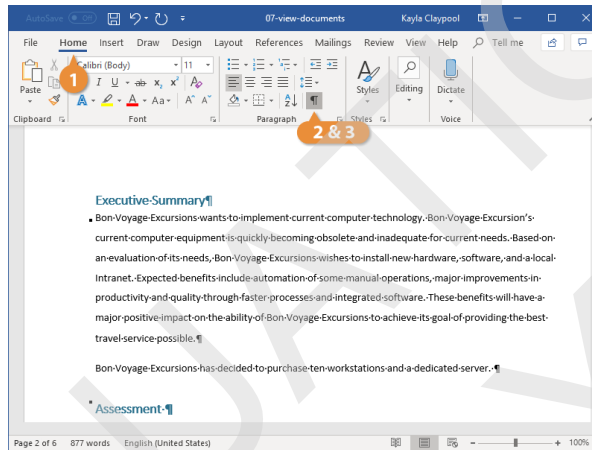 AutoSave Off 07-view-documents Kayla Claypool
File Home Insert Draw Design Layout References Mailings Review View Help Tell me
Calibri (Body) 11
1
I U ab x₂ x² A
Paste Styles Editing Dictate
A A Aa A^ A ¶
Clipboard Font Paragraph Styles Voice
2 & 3
Executive·Summary¶
Bon·Voyage·Excursions·wants·to·implement·current·computer·technology.·Bon·Voyage·Excursion's·
current·computer·equipment·is·quickly·becoming·obsolete·and·inadequate·for·current·needs.·Based·on·
an·evaluation·of·its·needs,·Bon·Voyage·Excursions·wishes·to·install·new·hardware,·software,·and·a·local·
Intranet.·Expected·benefits·include·automation·of·some·manual·operations,·major·improvements·in·
productivity·and·quality·through·faster·processes·and·integrated·software.·These·benefits·will·have·a·
major·positive·impact·on·the·ability·of·Bon·Voyage·Excursions·to·achieve·its·goal·of·providing·the·best·
travel·service·possible.¶
Bon·Voyage·Excursions·has·decided·to·purchase·ten·workstations·and·a·dedicated·server.·¶
Assessment·¶
Page 2 of 6 877 words English (United States) 100%